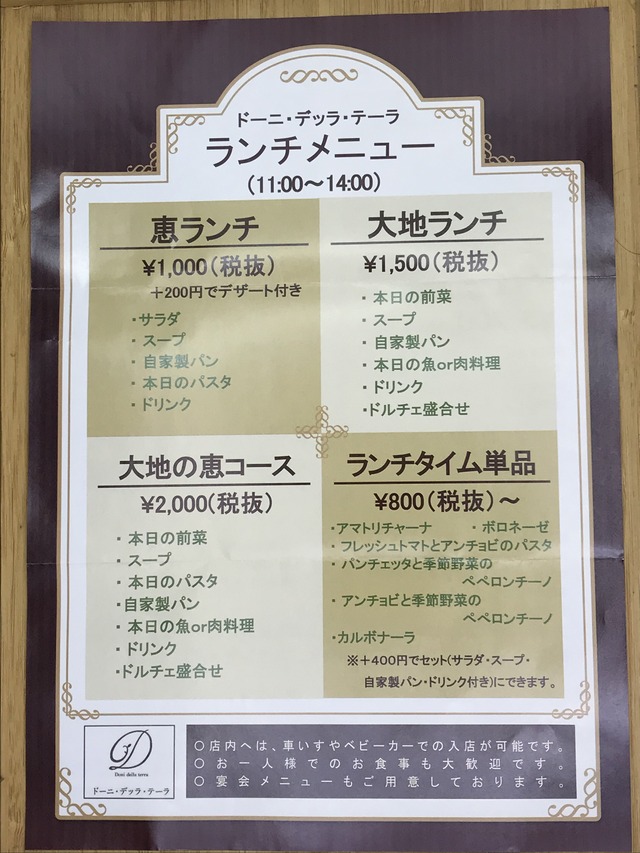 ドーニ・デッラ・テーラ
ランチメニュー
(11:00～14:00)
恵ランチ
¥1,000(税抜)
＋200円でデザート付き
・サラダ
・スープ
・自家製パン
・本日のパスタ
・ドリンク
大地ランチ
¥1,500(税抜)
・本日の前菜
・スープ
・自家製パン
・本日の魚or肉料理
・ドリンク
・ドルチェ盛合せ
大地の恵コース
¥2,000(税抜)
・本日の前菜
・スープ
・本日のパスタ
・自家製パン
・本日の魚or肉料理
・ドリンク
・ドルチェ盛合せ
ランチタイム単品
¥800(税抜)～
・アマトリチャーナ ・ボロネーゼ
・フレッシュトマトとアンチョビのパスタ
・パンチェッタと季節野菜の
ペペロンチーノ
・アンチョビと季節野菜の
ペペロンチーノ
・カルボナーラ
※＋400円でセット(サラダ・スープ・
自家製パン・ドリンク付き)にできます。
D
Doni della terra
ドーニ・デッラ・テーラ
○店内へは、車いすやベビーカーでの入店が可能です。
○お一人様でのお食事も大歓迎です。
○宴会メニューもご用意しております。